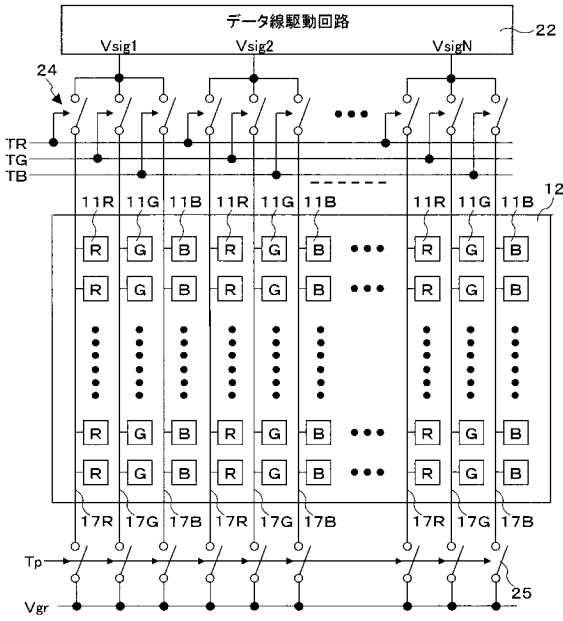 データ線駆動回路
22
Vsig1 Vsig2 VsigN
24
TR
TG
TB
12
11R 11G 11B 11R 11G 11B 11R 11G 11B
R G B R G B R G B
R G B R G B R G B
R G B R G B R G B
R G B R G B R G B
17R 17G 17B 17R 17G 17B 17R 17G 17B
Tp
25
Vgr